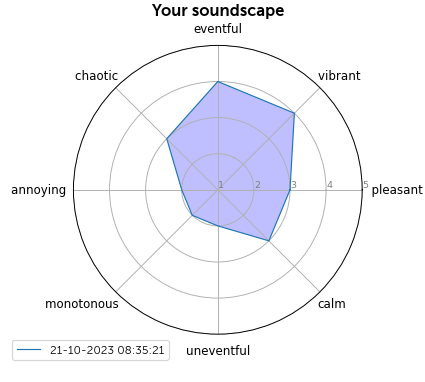 Your soundscape
eventful
chaotic
vibrant
annoying
1 2 3 4 5
pleasant
monotonous
calm
uneventful
21-10-2023 08:35:21